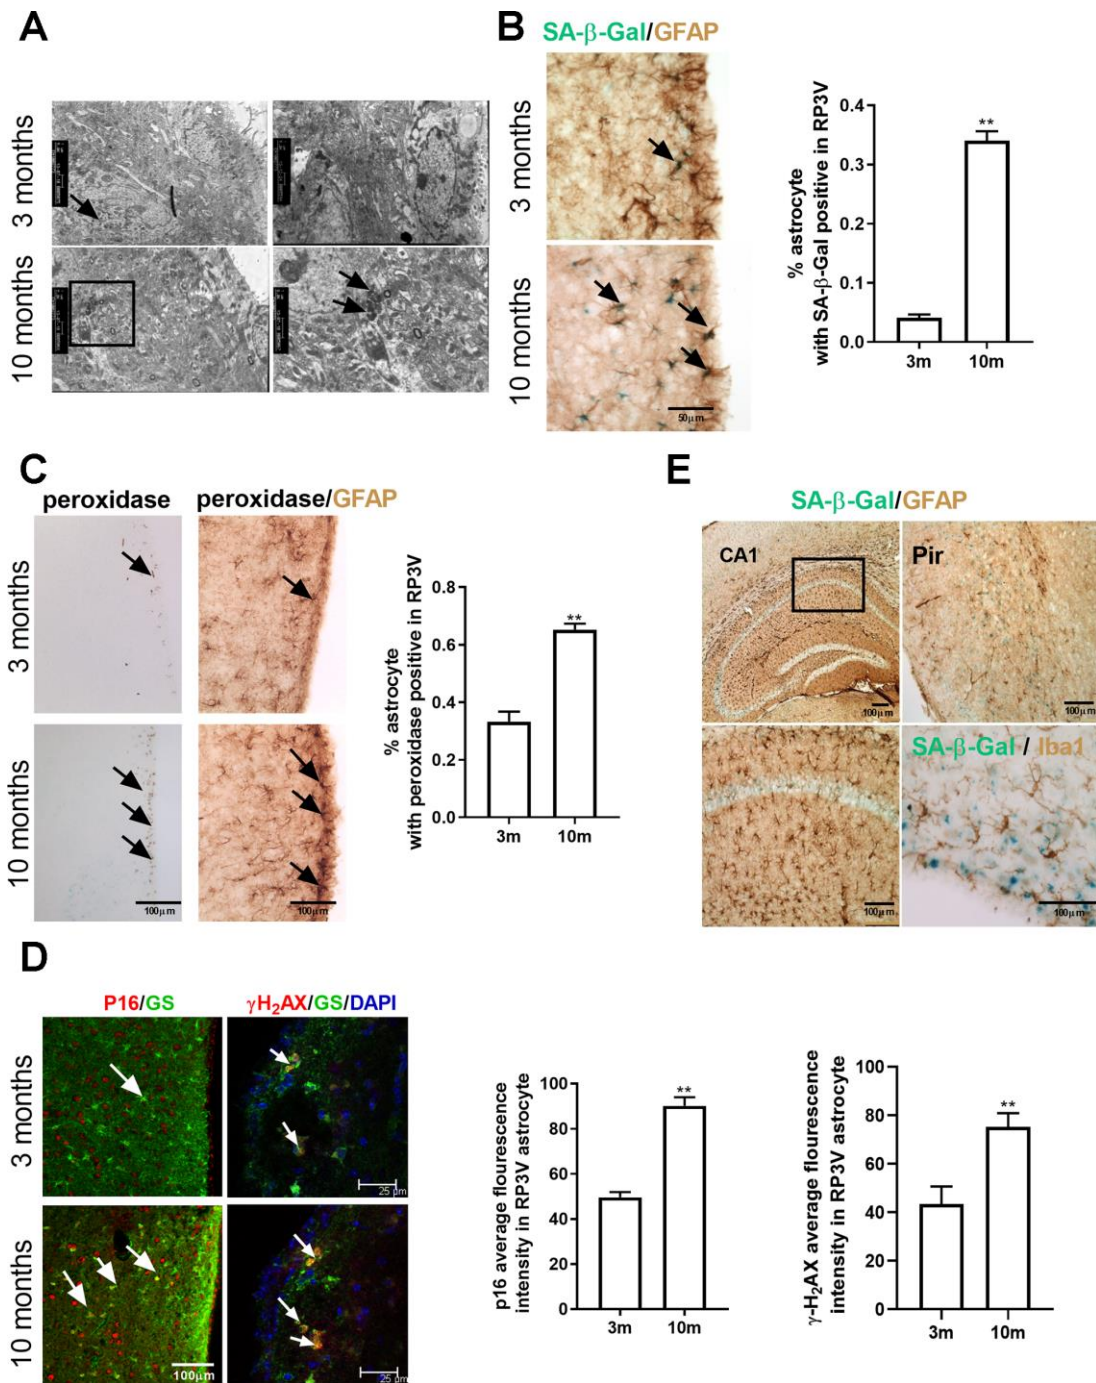 A
3 months
10 months
B
SA-β-Gal/GFAP
3 months
10 months
50μm
% astrocyte
with SA-β-Gal positive in RP3V
0.4
0.3
0.2
0.1
0.0
**
3m
10m
C
peroxidase
peroxidase/GFAP
3 months
10 months
100μm
100μm
% astrocyte
with peroxidase positive in RP3V
0.8
0.6
0.4
0.2
0.0
**
3m
10m
E
SA-β-Gal/GFAP
CA1
100μm
Pir
100μm
100μm
SA-β-Gal / Iba1
100μm
D
P16/GS
γH₂AX/GS/DAPI
3 months
25 μm
10 months
100μm
25 μm
p16 average flourescence
intensity in RP3V astrocyte
100
80
60
40
20
0
**
3m
10m
γ-H₂AX average flourescence
intensity in RP3V astrocyte
100
80
60
40
20
0
**
3m
10m